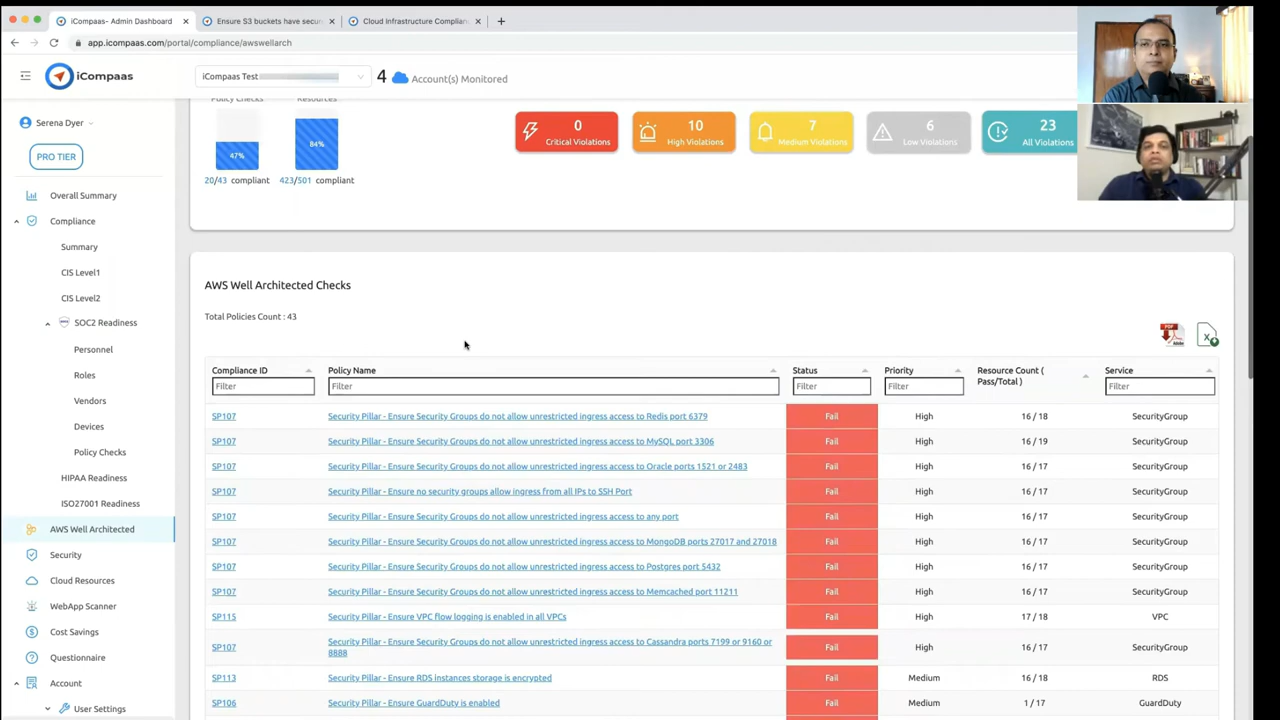 iCompaas- Admin Dashboard
Ensure S3 buckets have secur
Cloud Infrastructure Complian
app.icompaas.com/portal/compliance/awswellarch
iCompaas
iCompaas Test
4 Account(s) Monitored
Serena Dyer
PRO TIER
Overall Summary
Compliance
Summary
CIS Level1
CIS Level2
SOC2 Readiness
Personnel
Roles
Vendors
Devices
Policy Checks
HIPAA Readiness
ISO27001 Readiness
AWS Well Architected
Security
Cloud Resources
WebApp Scanner
Cost Savings
Questionnaire
Account
User Settings
Policy Checks
Resources
47%
84%
20/43 compliant
423/501 compliant
0
Critical Violations
10
High Violations
7
Medium Violations
6
Low Violations
23
All Violations
AWS Well Architected Checks
Total Policies Count : 43
PDF
Adobe
Compliance ID Policy Name Status Priority Resource Count ( Pass/Total ) Service
Filter Filter Filter Filter Filter
SP107 Security Pillar - Ensure Security Groups do not allow unrestricted ingress access to Redis port 6379 Fail High 16 / 18 SecurityGroup
SP107 Security Pillar - Ensure Security Groups do not allow unrestricted ingress access to MySQL port 3306 Fail High 16 / 19 SecurityGroup
SP107 Security Pillar - Ensure Security Groups do not allow unrestricted ingress access to Oracle ports 1521 or 2483 Fail High 16 / 17 SecurityGroup
SP107 Security Pillar - Ensure no security groups allow ingress from all IPs to SSH Port Fail High 16 / 17 SecurityGroup
SP107 Security Pillar - Ensure Security Groups do not allow unrestricted ingress access to any port Fail High 16 / 17 SecurityGroup
SP107 Security Pillar - Ensure Security Groups do not allow unrestricted ingress access to MongoDB ports 27017 and 27018 Fail High 16 / 17 SecurityGroup
SP107 Security Pillar - Ensure Security Groups do not allow unrestricted ingress access to Postgres port 5432 Fail High 16 / 17 SecurityGroup
SP107 Security Pillar - Ensure Security Groups do not allow unrestricted ingress access to Memcached port 11211 Fail High 16 / 17 SecurityGroup
SP115 Security Pillar - Ensure VPC flow logging is enabled in all VPCs Fail High 17 / 18 VPC
SP107 Security Pillar - Ensure Security Groups do not allow unrestricted ingress access to Cassandra ports 7199 or 9160 or 8888 Fail High 16 / 17 SecurityGroup
SP113 Security Pillar - Ensure RDS instances storage is encrypted Fail Medium 16 / 18 RDS
SP106 Security Pillar - Ensure GuardDuty is enabled Fail Medium 1 / 17 GuardDuty